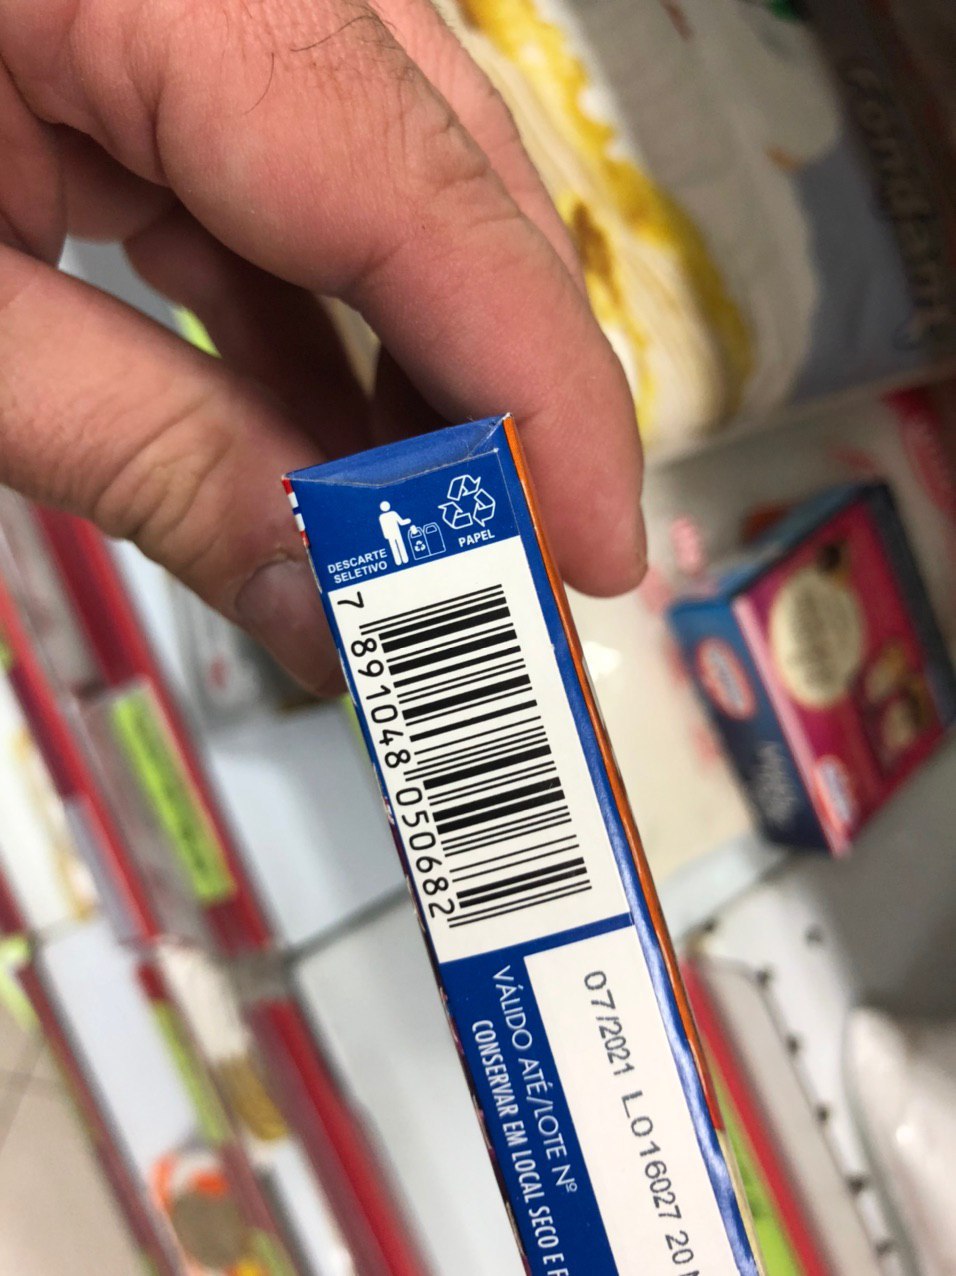 DESCARTE
SELETIVO
PAPEL
7 891048 050682
07/2021 L016027 20
VÁLIDO ATÉ/LOTE Nº
CONSERVAR EM LOCAL SECO E